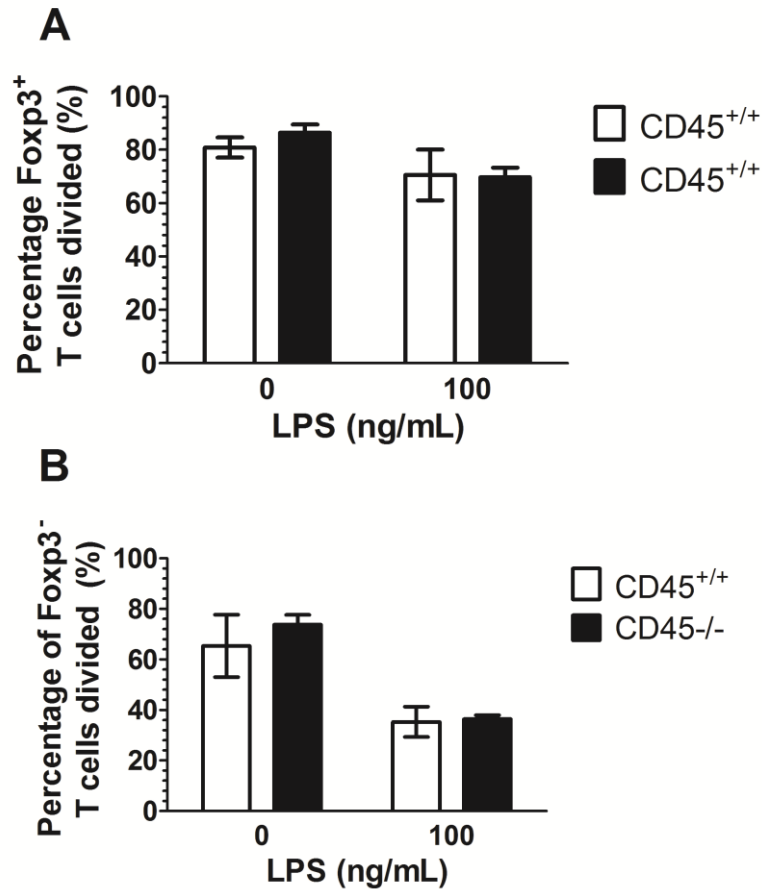 A
Percentage Foxp3+
T cells divided (%)
100
80
60
40
20
0
0
100
LPS (ng/mL)
CD45+/+
CD45+/+
B
Percentage of Foxp3-
T cells divided (%)
100
80
60
40
20
0
0
100
LPS (ng/mL)
CD45+/+
CD45-/-